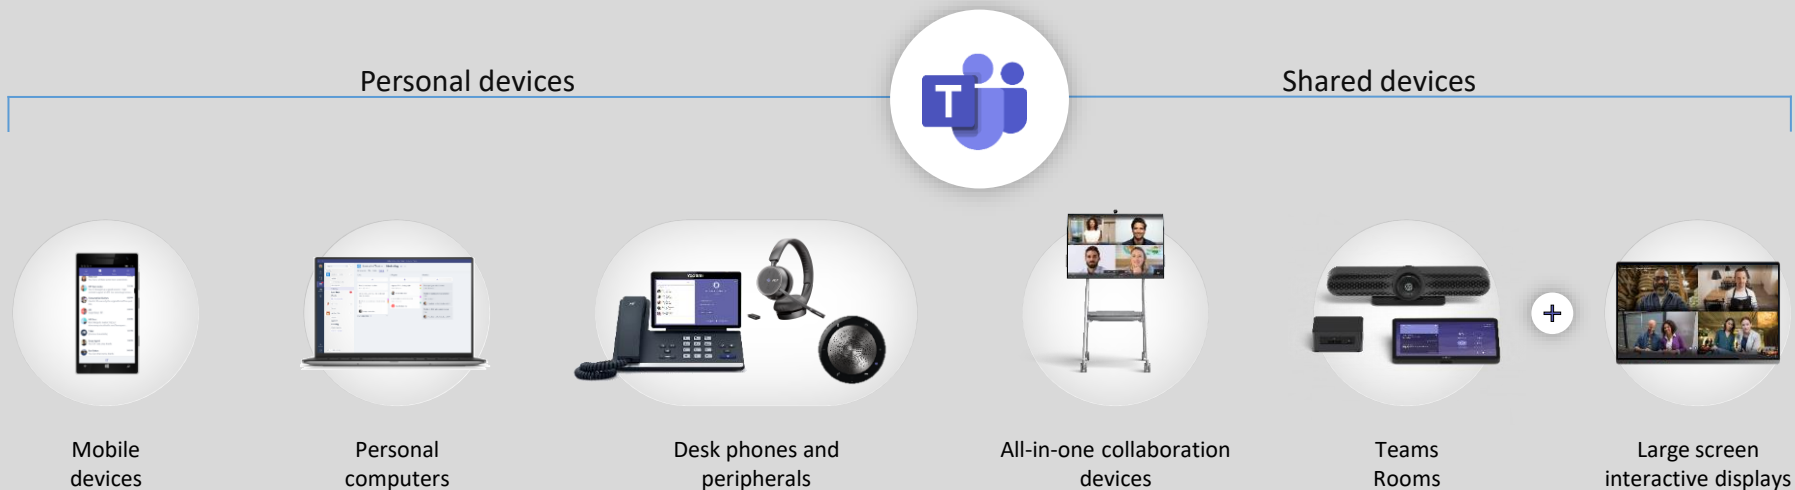 Personal devices
Shared devices
T
Mobile
devices
Personal
computers
Desk phones and
peripherals
All-in-one collaboration
devices
Teams
Rooms
Large screen
interactive displays